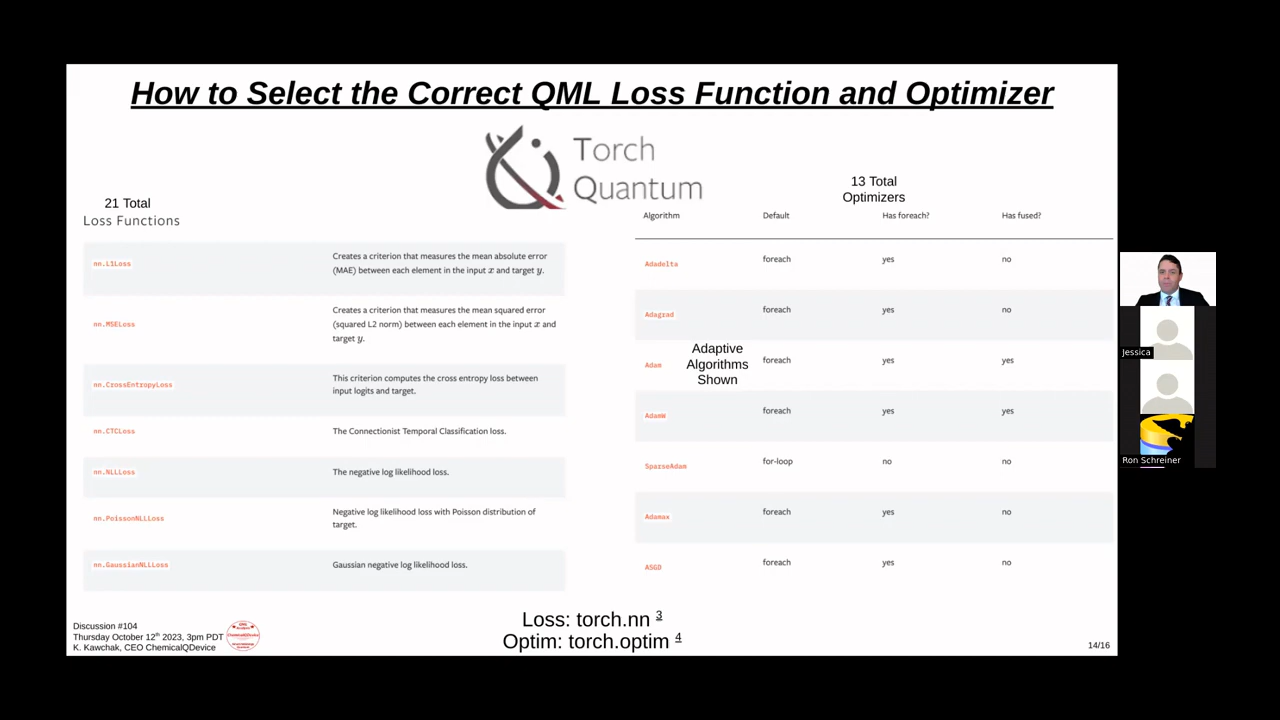 How to Select the Correct QML Loss Function and Optimizer
Torch
Quantum
21 Total
Loss Functions
nn.L1Loss
Creates a criterion that measures the mean absolute error
(MAE) between each element in the input x and target y.
nn.MSELoss
Creates a criterion that measures the mean squared error
(squared L2 norm) between each element in the input x and
target y.
nn.CrossEntropyLoss
This criterion computes the cross entropy loss between
input logits and target.
nn.CTCLoss
The Connectionist Temporal Classification loss.
nn.NLLLoss
The negative log likelihood loss.
nn.PoissonNLLLoss
Negative log likelihood loss with Poisson distribution of
target.
nn.GaussianNLLLoss
Gaussian negative log likelihood loss.
13 Total
Optimizers
Algorithm Default Has foreach? Has fused?
Adadelta foreach yes no
Adagrad foreach yes no
Adam foreach yes yes
Adaptive
Algorithms
Shown
AdamW foreach yes yes
SparseAdam for-loop no no
Adamax foreach yes no
ASGD foreach yes no
Loss: torch.nn 3
Optim: torch.optim 4
Discussion #104
Thursday October 12th 2023, 3pm PDT
K. Kawchak, CEO ChemicalQDevice
14/16
Jessica
Ron Schreiner